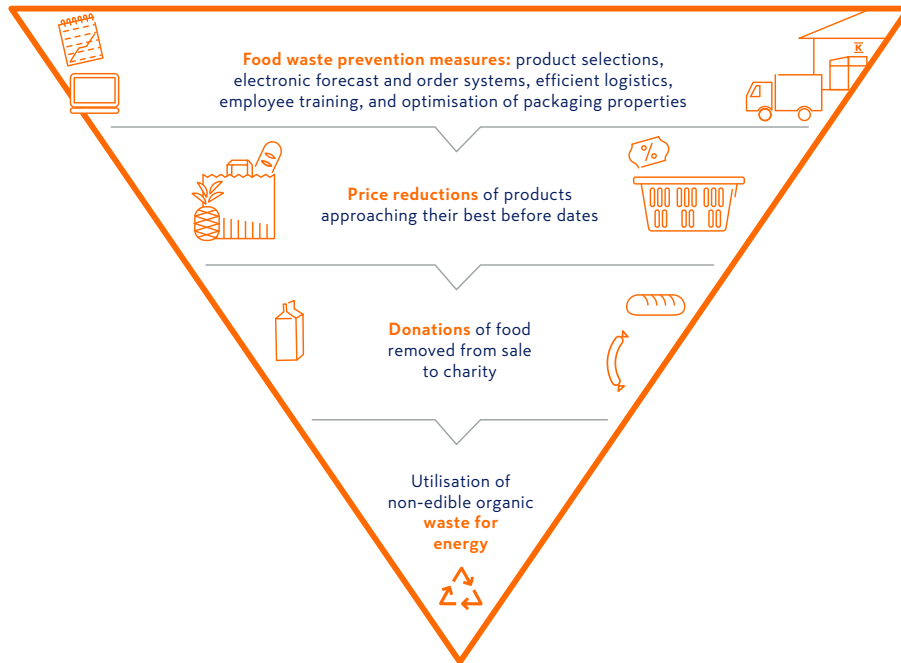 Food waste prevention measures: product selections,
electronic forecast and order systems, efficient logistics,
employee training, and optimisation of packaging properties
K
%
Price reductions of products
approaching their best before dates
Donations of food
removed from sale
to charity
Utilisation of
non-edible organic
waste for
energy